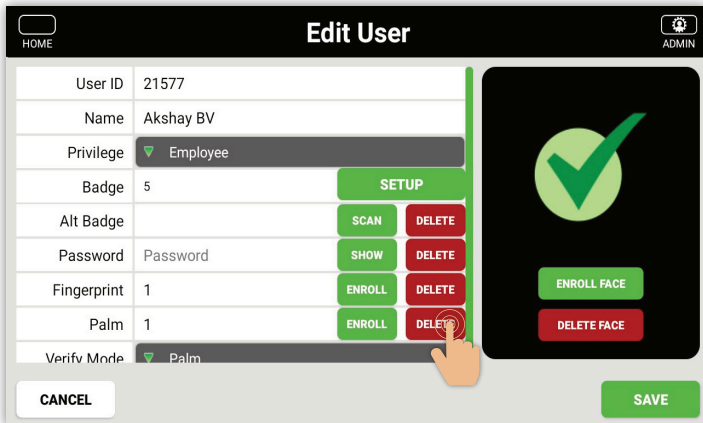 HOME
Edit User
ADMIN
User ID 21577
Name Akshay BV
Privilege Employee
Badge 5 SETUP
Alt Badge SCAN DELETE
Password Password SHOW DELETE
Fingerprint 1 ENROLL DELETE
Palm 1 ENROLL DELETE
Verify Mode Palm
ENROLL FACE
DELETE FACE
CANCEL
SAVE